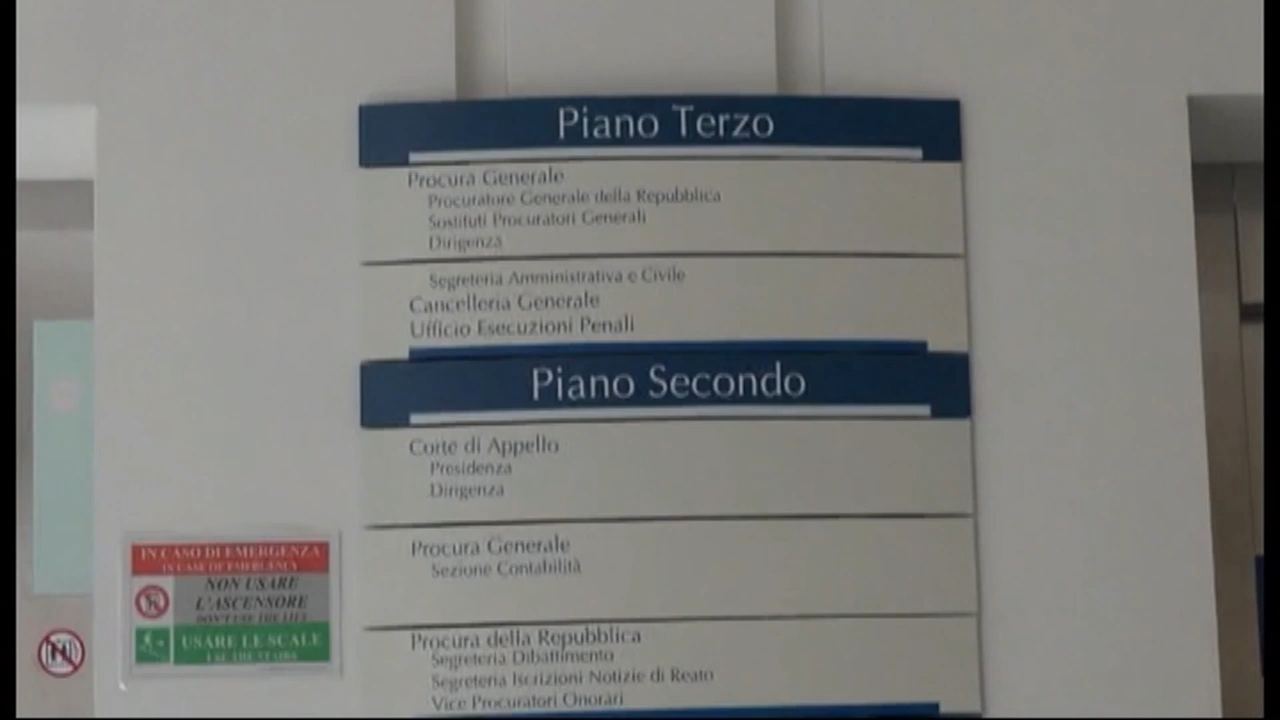 Piano Terzo
Procura Generale
Procuratore Generale della Repubblica
Sostituti Procuratori Generali
Dirigenza
Segreteria Amministrativa e Civile
Cancelleria Generale
Ufficio Esecuzioni Penali
Piano Secondo
Corte di Appello
Presidenza
Dirigenza
Procura Generale
Sezione Contabilità
Procura della Repubblica
Segreteria Dibattimento
Segreteria Iscrizioni Notizie di Reato
Vice Procuratori Onorari
IN CASO DI EMERGENZA
IN CASE OF EMERGENCY
NON USARE
L'ASCENSORE
DON'T USE THE LIFT
USARE LE SCALE